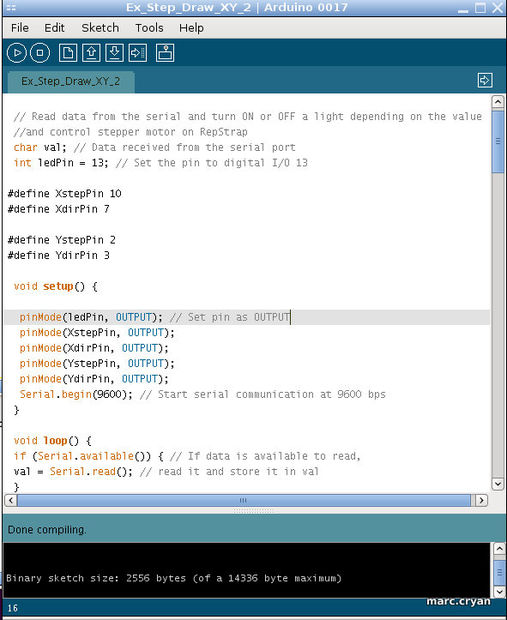 Ex_Step_Draw_XY_2 | Arduino 0017
File Edit Sketch Tools Help
Ex_Step_Draw_XY_2
// Read data from the serial and turn ON or OFF a light depending on the value
//and control stepper motor on RepStrap
char val; // Data received from the serial port
int ledPin = 13; // Set the pin to digital I/O 13
#define XstepPin 10
#define XdirPin 7
#define YstepPin 2
#define YdirPin 3
void setup() {
pinMode(ledPin, OUTPUT); // Set pin as OUTPUT
pinMode(XstepPin, OUTPUT);
pinMode(XdirPin, OUTPUT);
pinMode(YstepPin, OUTPUT);
pinMode(YdirPin, OUTPUT);
Serial.begin(9600); // Start serial communication at 9600 bps
}
void loop() {
if (Serial.available()) { // If data is available to read,
val = Serial.read(); // read it and store it in val
}
Done compiling.
Binary sketch size: 2556 bytes (of a 14336 byte maximum)
marc.cryan
16